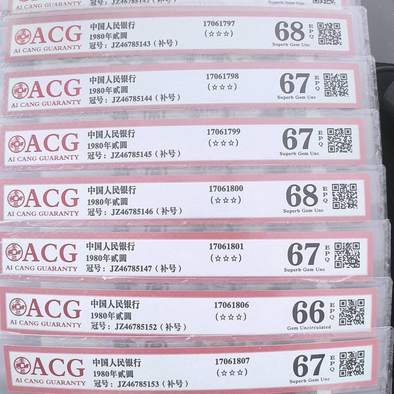 ACG
AI CANG GUARANTY
中国人民银行
1980年贰圆
冠号：JZ46785143（补号）
17061797
(☆☆☆)
68 EPQ
Superb Gem Unc
ACG
AI CANG GUARANTY
中国人民银行
1980年贰圆
冠号：JZ46785144（补号）
17061798
(☆☆☆)
67 EPQ
Superb Gem Unc
ACG
AI CANG GUARANTY
中国人民银行
1980年贰圆
冠号：JZ46785145（补号）
17061799
(☆☆☆)
67 EPQ
Superb Gem Unc
ACG
AI CANG GUARANTY
中国人民银行
1980年贰圆
冠号：JZ46785146（补号）
17061800
(☆☆☆)
68 EPQ
Superb Gem Unc
ACG
AI CANG GUARANTY
中国人民银行
1980年贰圆
冠号：JZ46785147（补号）
17061801
(☆☆☆)
67 EPQ
Superb Gem Unc
ACG
AI CANG GUARANTY
中国人民银行
1980年贰圆
冠号：JZ46785152（补号）
17061806
(☆☆☆)
66 EPQ
Gem Uncirculated
ACG
AI CANG GUARANTY
中国人民银行
1980年贰圆
冠号：JZ46785153（补号）
17061807
(☆☆☆)
67 EPQ
Superb Gem Unc